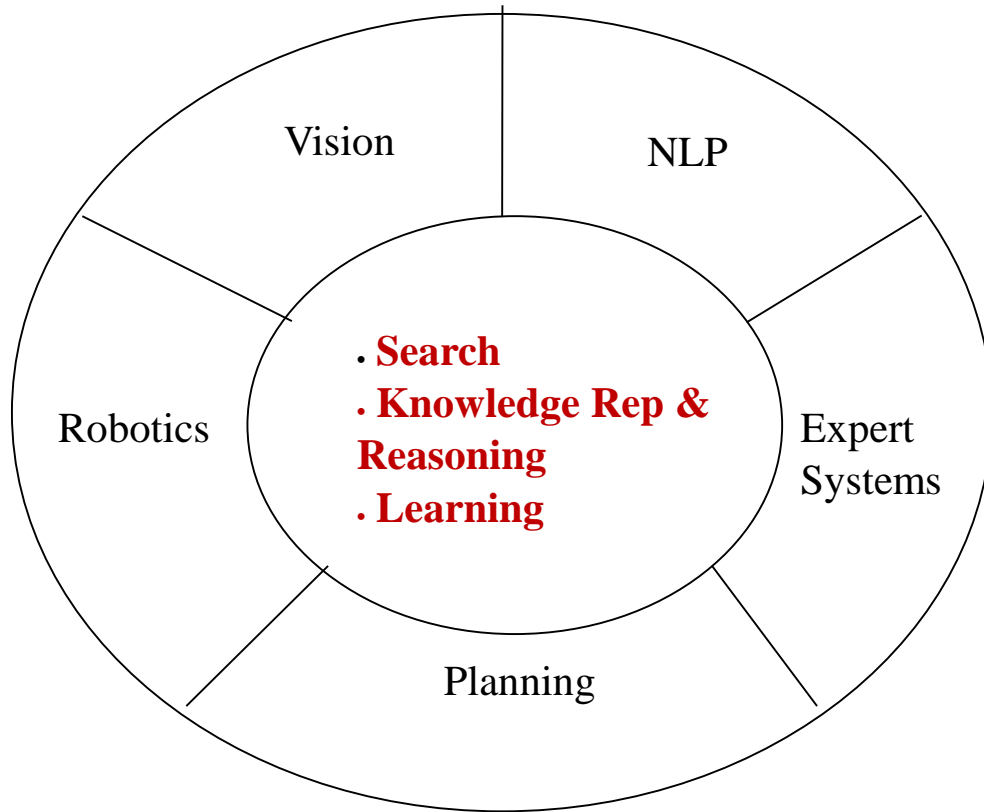 Vision
NLP
• Search
• Knowledge Rep &
Reasoning
• Learning
Robotics
Expert
Systems
Planning